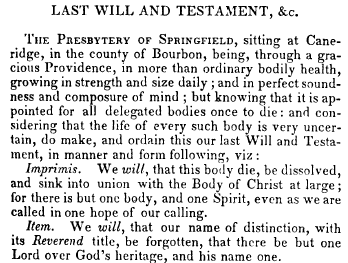 LAST WILL AND TESTAMENT, &c.
THE PRESBYTERY OF SPRINGFIELD, sitting at Cane-
ridge, in the county of Bourbon, being, through a gra-
cious Providence, in more than ordinary bodily health,
growing in strength and size daily; and in perfect sound-
ness and composure of mind; but knowing that it is ap-
pointed for all delegated bodies once to die: and con-
sidering that the life of every such body is very uncer-
tain, do make, and ordain this our last Will and Testa-
ment, in manner and form following, viz:
Imprimis. We will, that this body die, be dissolved,
and sink into union with the Body of Christ at large;
for there is but one body, and one Spirit, even as we are
called in one hope of our calling.
Item. We will, that our name of distinction, with
its Reverend title, be forgotten, that there be but one
Lord over God's heritage, and his name one.